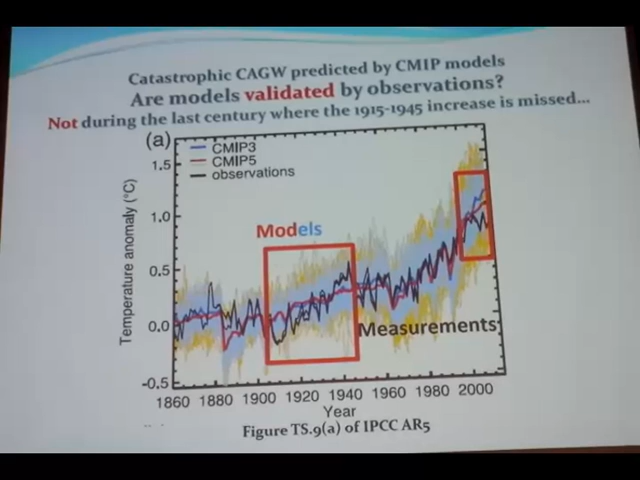 Catastrophic CAGW predicted by CMIP models
Are models validated by observations?
Not during the last century where the 1915-1945 increase is missed...
(a)
CMIP3
CMIP5
observations
1.5
1.0
0.5
0.0
-0.5
Temperature anomaly (°C)
Models
Measurements
1860 1880 1900 1920 1940 1960 1980 2000
Year
Figure TS.9(a) of IPCC AR5